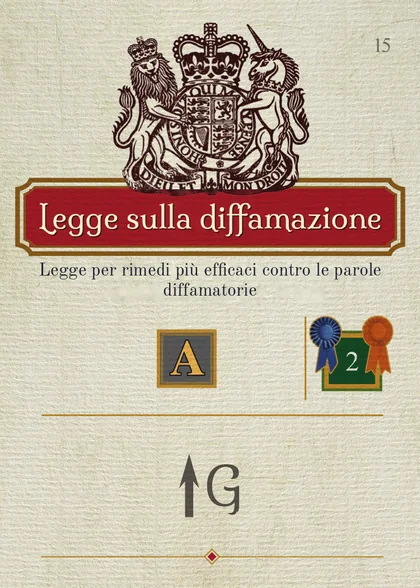 15
DIEU ET MON DROIT
Legge sulla diffamazione
Legge per rimedi più efficaci contro le parole
diffamatorie
A
2
G